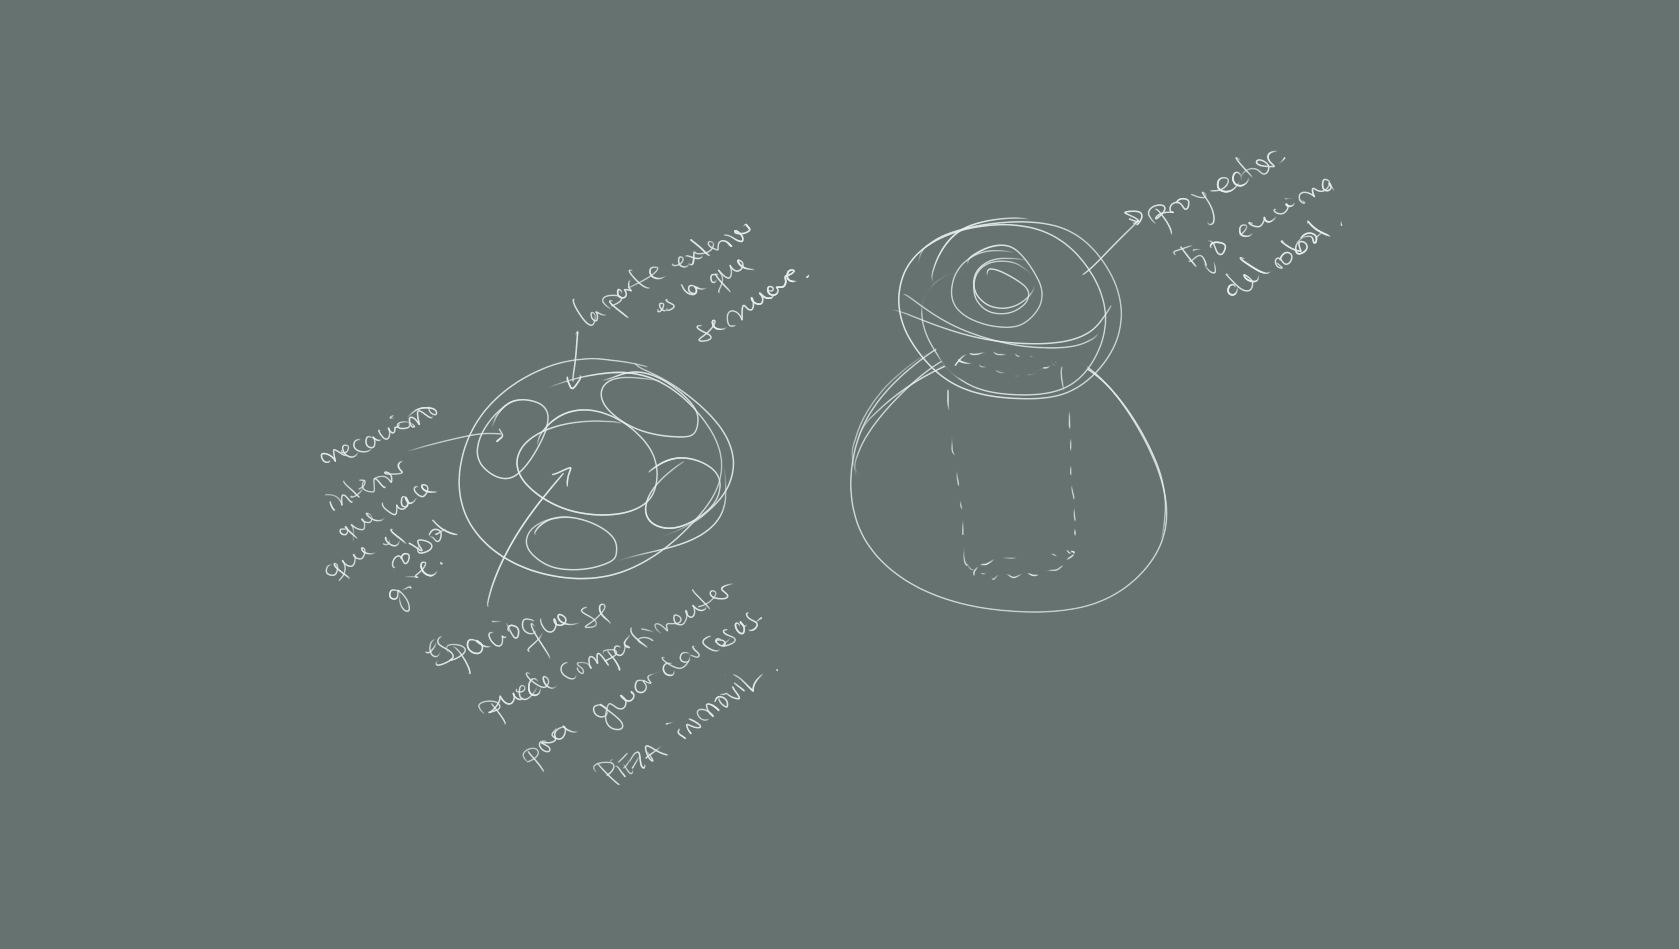 la parte exterior
es la que
se mueve.
mecanismo
interior
que hace
que el
robot
gire.
espacio que se
puede compartimentar
para guardar cosas.
PIEZA INMOVIL.
proyector.
fijo encima
del robot.